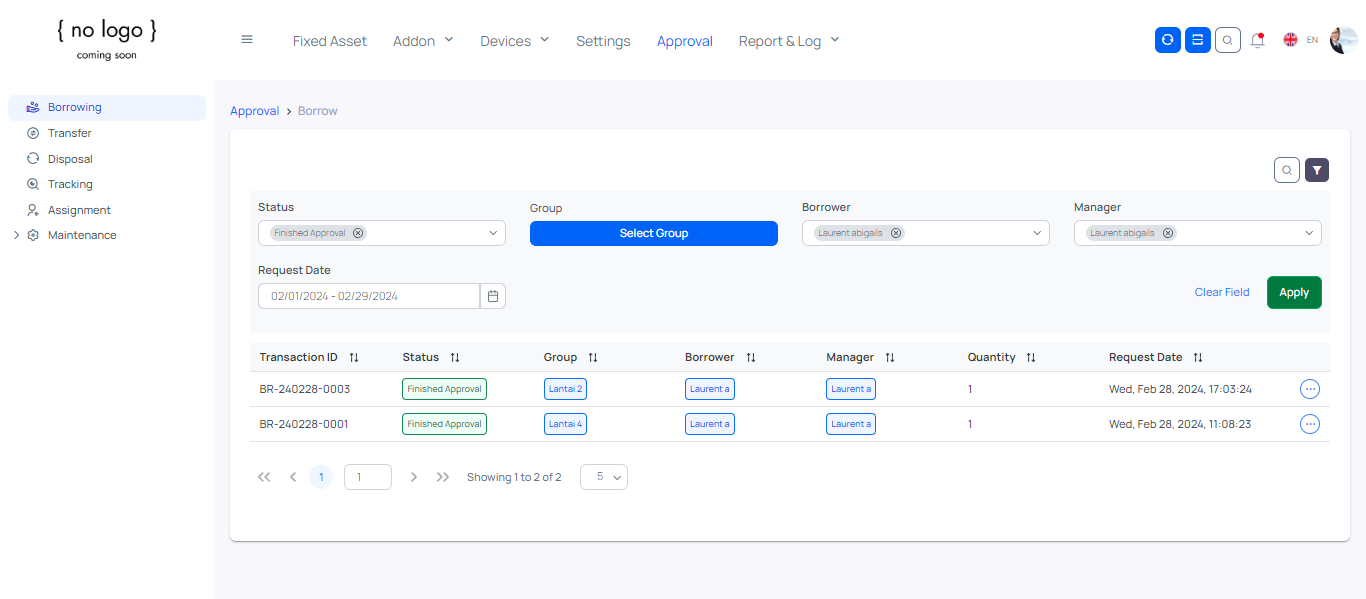 { no logo }
coming soon
Fixed Asset Addon Devices Settings Approval Report & Log EN
Borrowing
Transfer
Disposal
Tracking
Assignment
Maintenance
Approval > Borrow
Status Group Borrower Manager
Finished Approval Select Group Laurent abigails Laurent abigails
Request Date
02/01/2024 - 02/29/2024 Clear Field Apply
Transaction ID Status Group Borrower Manager Quantity Request Date
BR-240228-0003 Finished Approval Lantai 2 Laurent a Laurent a 1 Wed, Feb 28, 2024, 17:03:24
BR-240228-0001 Finished Approval Lantai 4 Laurent a Laurent a 1 Wed, Feb 28, 2024, 11:08:23
1 1 Showing 1 to 2 of 2 5